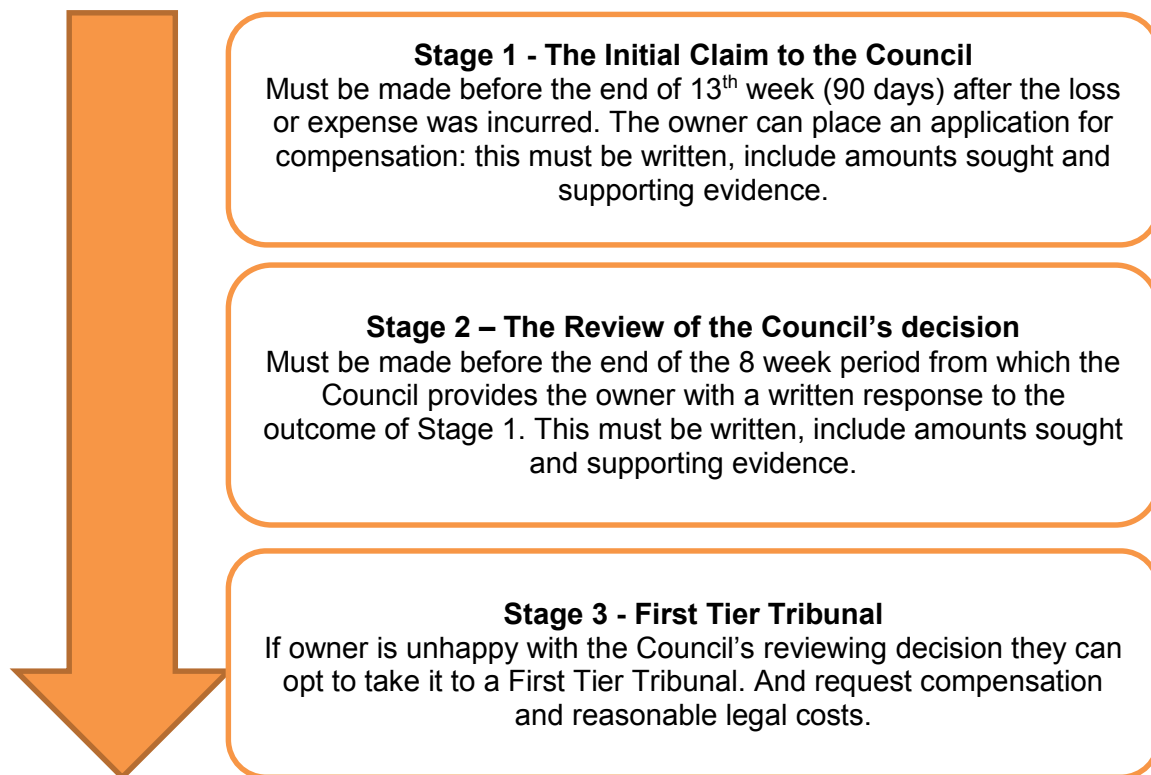 Stage 1 - The Initial Claim to the Council
Must be made before the end of 13th week (90 days) after the loss
or expense was incurred. The owner can place an application for
compensation: this must be written, include amounts sought and
supporting evidence.
Stage 2 – The Review of the Council’s decision
Must be made before the end of the 8 week period from which the
Council provides the owner with a written response to the
outcome of Stage 1. This must be written, include amounts sought
and supporting evidence.
Stage 3 - First Tier Tribunal
If owner is unhappy with the Council’s reviewing decision they can
opt to take it to a First Tier Tribunal. And request compensation
and reasonable legal costs.